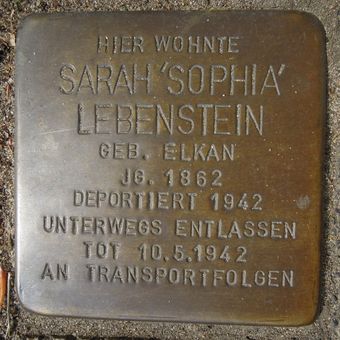 HIER WOHNTE
SARAH 'SOPHIA'
LEBENSTEIN
GEB. ELKAN
JG. 1862
DEPORTIERT 1942
UNTERWEGS ENTLASSEN
TOT 10.5.1942
AN TRANSPORTFOLGEN